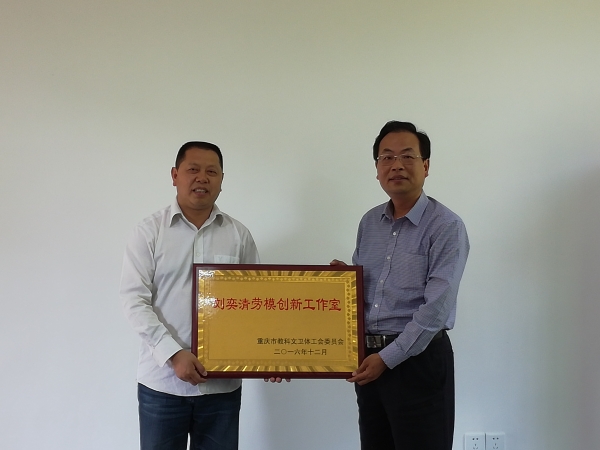 刘奕清劳模创新工作室
重庆市教科文卫体工会委员会
二〇一六年十二月